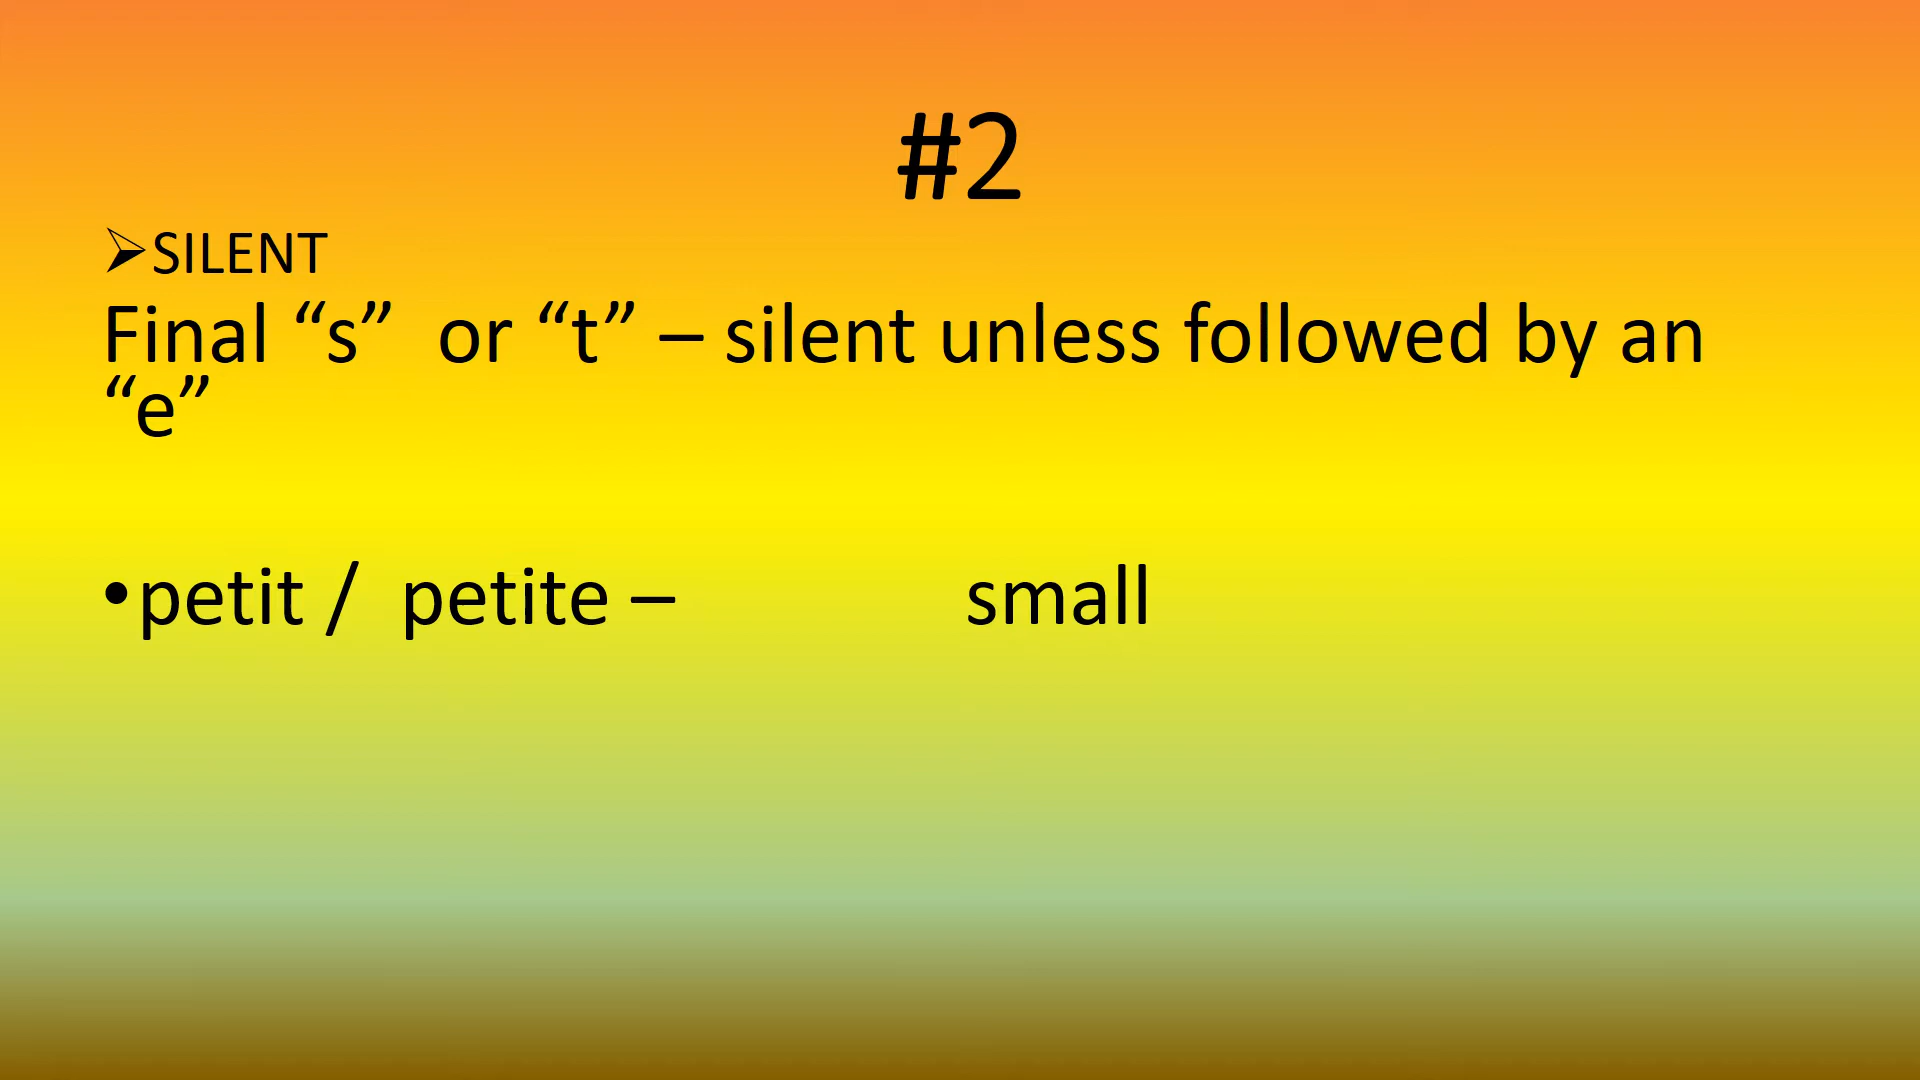 #2
➢SILENT
Final “s”  or “t” – silent unless followed by an
“e”
•petit /  petite – small